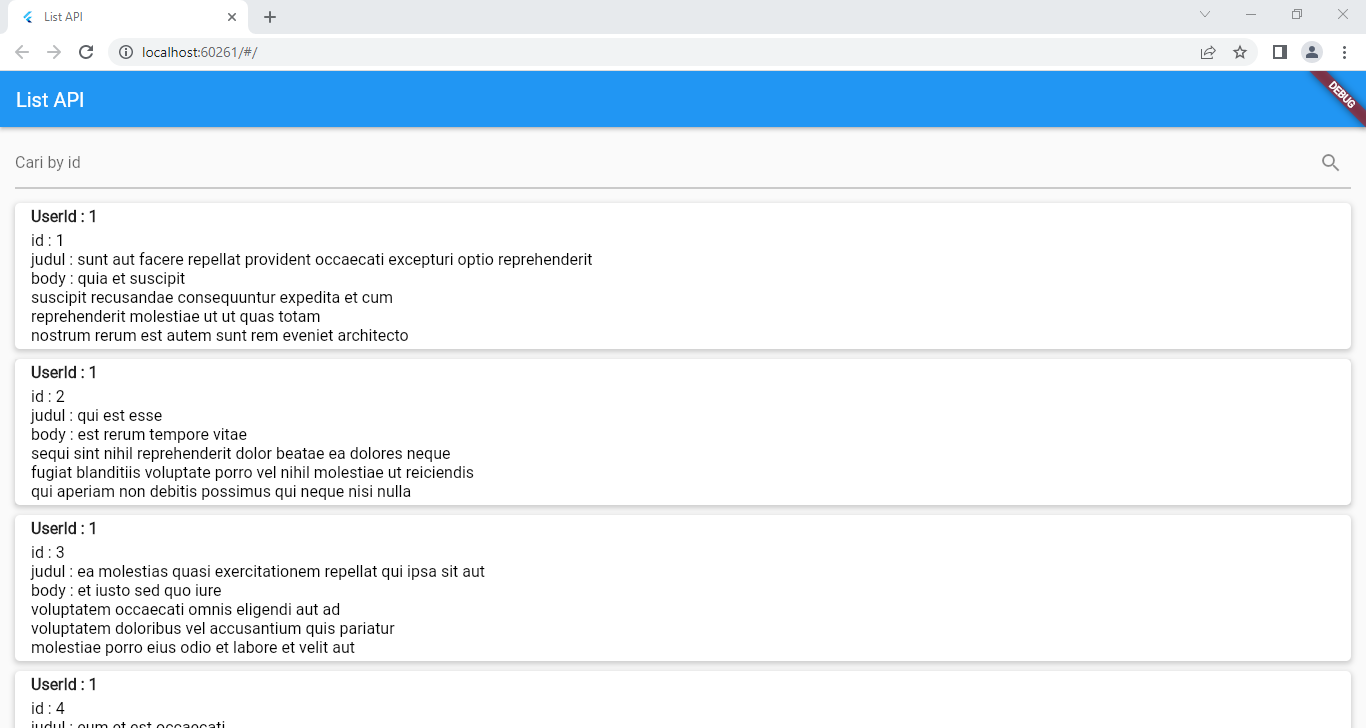 List API
localhost:60261/#/
List API
DEBUG
Cari by id
UserId : 1
id : 1
judul : sunt aut facere repellat provident occaecati excepturi optio reprehenderit
body : quia et suscipit
suscipit recusandae consequuntur expedita et cum
reprehenderit molestiae ut ut quas totam
nostrum rerum est autem sunt rem eveniet architecto
UserId : 1
id : 2
judul : qui est esse
body : est rerum tempore vitae
sequi sint nihil reprehenderit dolor beatae ea dolores neque
fugiat blanditiis voluptate porro vel nihil molestiae ut reiciendis
qui aperiam non debitis possimus qui neque nisi nulla
UserId : 1
id : 3
judul : ea molestias quasi exercitationem repellat qui ipsa sit aut
body : et iusto sed quo iure
voluptatem occaecati omnis eligendi aut ad
voluptatem doloribus vel accusantium quis pariatur
molestiae porro eius odio et labore et velit aut
UserId : 1
id : 4
judul : eum et est occaecati